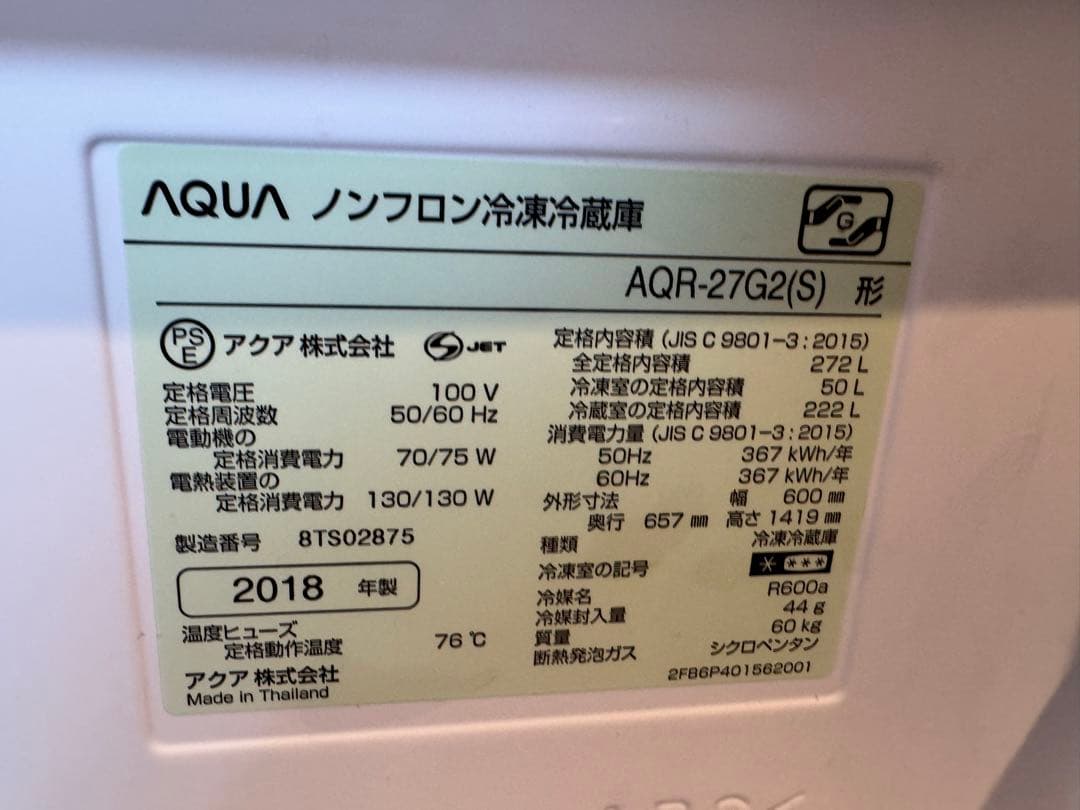 AQUA ノンフロン冷凍冷蔵庫
G
AQR-27G2(S) 形
PS
E
アクア 株式会社
S JET
定格電圧 100 V
定格周波数 50/60 Hz
電動機の
定格消費電力 70/75 W
電熱装置の
定格消費電力 130/130 W
製造番号 8TS02875
2018 年製
温度ヒューズ
定格動作温度 76 ℃
アクア 株式会社
Made in Thailand
定格内容積 (JIS C 9801-3 : 2015)
全定格内容積 272 L
冷凍室の定格内容積 50 L
冷蔵室の定格内容積 222 L
消費電力量 (JIS C 9801-3 : 2015)
50Hz 367 kWh/年
60Hz 367 kWh/年
外形寸法 幅 600 ㎜
奥行 657 ㎜ 高さ 1419 ㎜
種類 冷凍冷蔵庫
冷凍室の記号 * ***
冷媒名 R600a
冷媒封入量 44 g
質量 60 kg
断熱発泡ガス シクロペンタン
2FB6P401562001